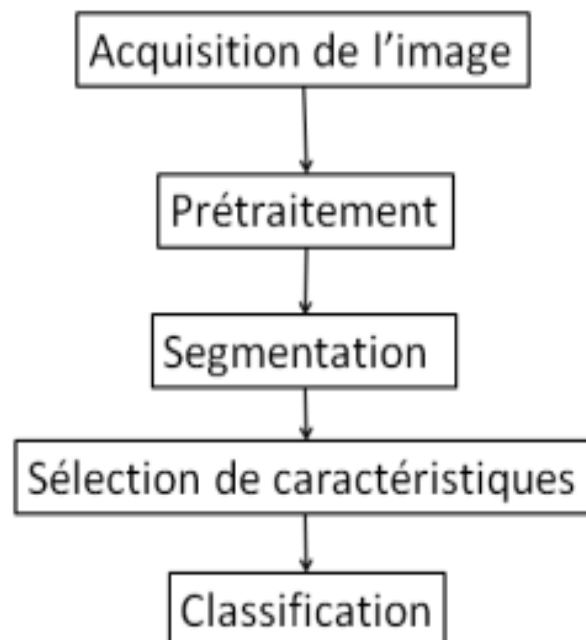 Acquisition de l'image
Prétraitement
Segmentation
Sélection de caractéristiques
Classification